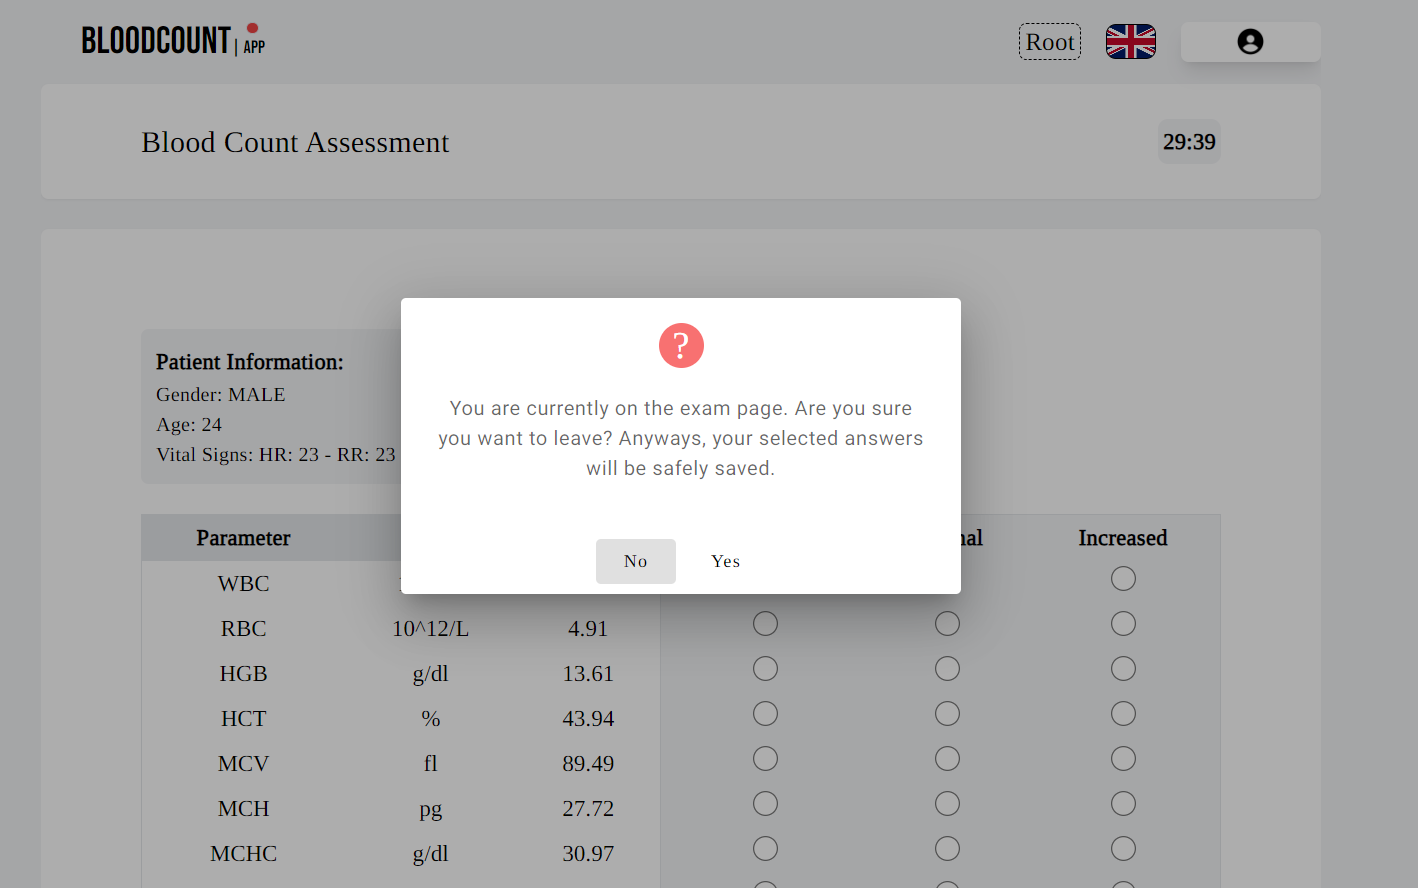 BLOODCOUNT | APP
Root
Blood Count Assessment
29:39
Patient Information:
Gender: MALE
Age: 24
Vital Signs: HR: 23 - RR: 23
?
You are currently on the exam page. Are you sure
you want to leave? Anyways, your selected answers
will be safely saved.
No Yes
Parameter Increased
WBC
RBC 10^12/L 4.91
HGB g/dl 13.61
HCT % 43.94
MCV fl 89.49
MCH pg 27.72
MCHC g/dl 30.97